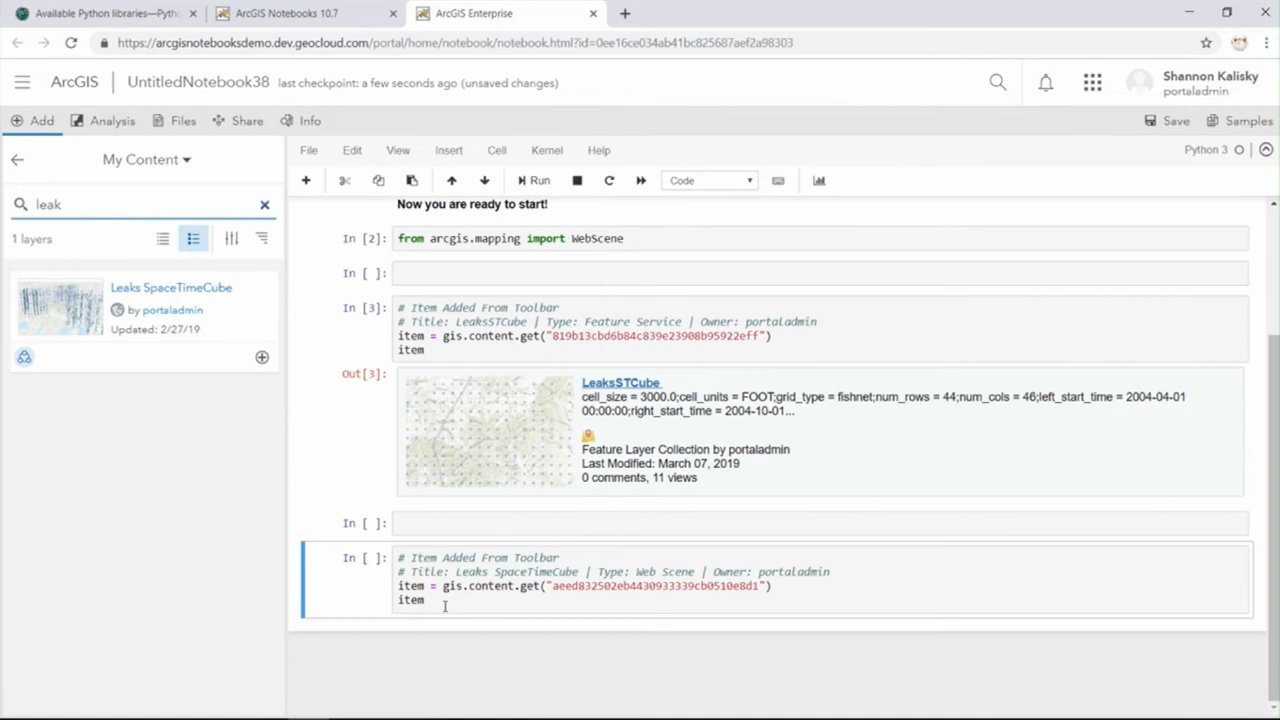 Available Python libraries—Pytho
ArcGIS Notebooks 10.7
ArcGIS Enterprise
https://arcgisnotebooksdemo.dev.geocloud.com/portal/home/notebook/notebook.html?id=0ee16ce034ab41bc825687aef2a98303
ArcGIS
UntitledNotebook38
last checkpoint: a few seconds ago (unsaved changes)
Shannon Kalisky
portaladmin
Add
Analysis
Files
Share
Info
Save
Samples
My Content
File
Edit
View
Insert
Cell
Kernel
Help
Python 3
Run
Code
leak
1 layers
Leaks SpaceTimeCube
by portaladmin
Updated: 2/27/19
Now you are ready to start!
In [2]:
from arcgis.mapping import WebScene
In [ ]:
In [3]:
# Item Added From Toolbar
# Title: LeaksSTCube | Type: Feature Service | Owner: portaladmin
item = gis.content.get("819b13cbd6b84c839e23908b95922eff")
item
Out[3]:
LeaksSTCube
cell_size = 3000.0;cell_units = FOOT;grid_type = fishnet;num_rows = 44;num_cols = 46;left_start_time = 2004-04-01
00:00:00;right_start_time = 2004-10-01...
Feature Layer Collection by portaladmin
Last Modified: March 07, 2019
0 comments, 11 views
In [ ]:
In [ ]:
# Item Added From Toolbar
# Title: Leaks SpaceTimeCube | Type: Web Scene | Owner: portaladmin
item = gis.content.get("aeed832502eb4430933339cb0510e8d1")
item